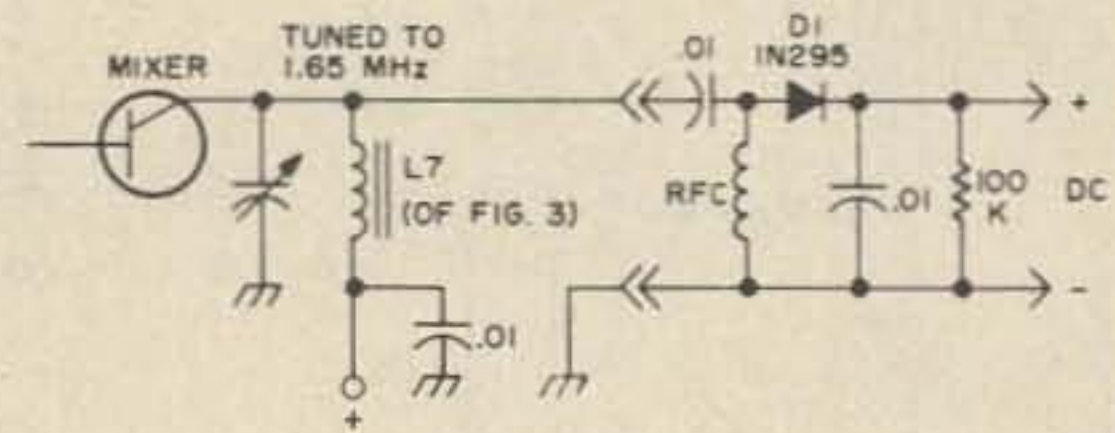 MIXER
TUNED TO
1.65 MHz
L7
(OF FIG. 3)
.01
+
.01
D1
1N295
RFC
.01
100
K
+
DC
-